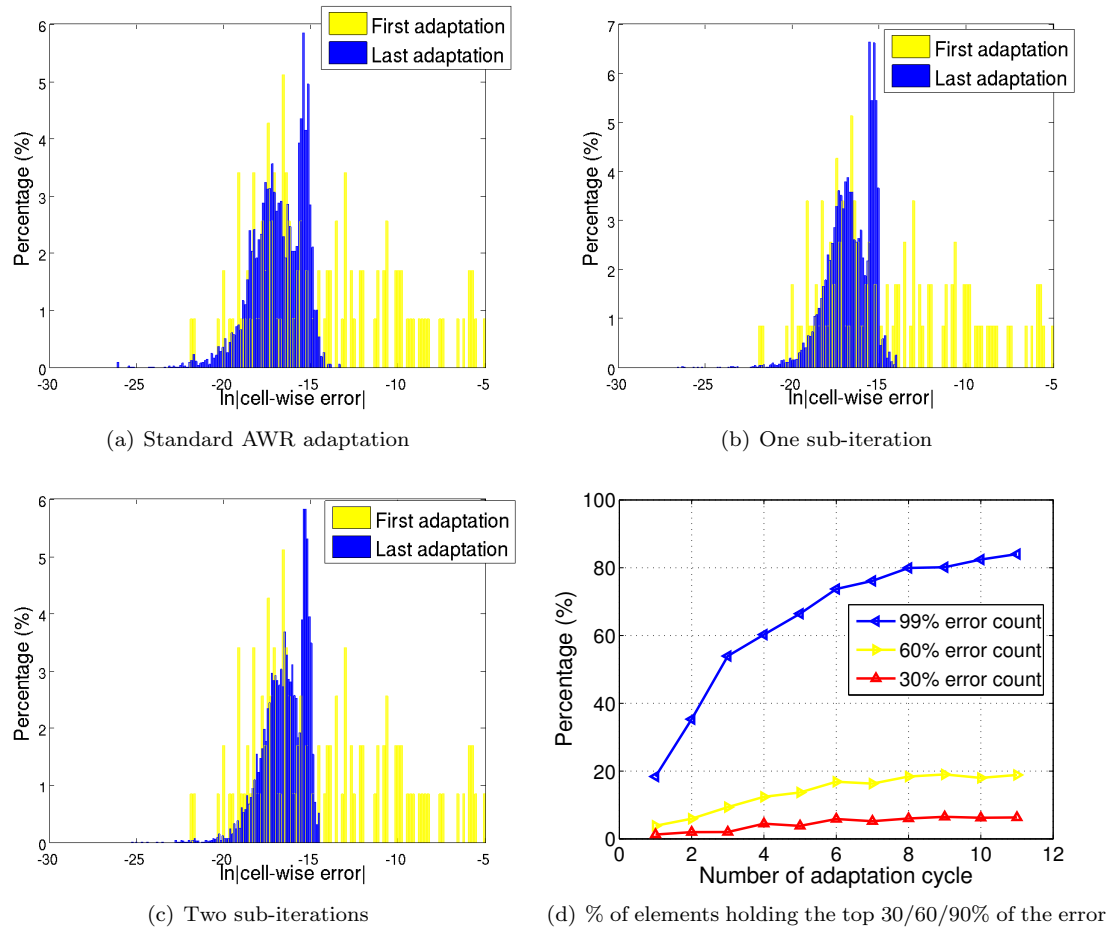 6
5
4
3
2
1
0
Percentage (%)
First adaptation
Last adaptation
-30
-25
-20
-15
-10
-5
ln|cell-wise error|
(a) Standard AWR adaptation
7
6
5
4
3
2
1
0
Percentage (%)
First adaptation
Last adaptation
-30
-25
-20
-15
-10
-5
ln|cell-wise error|
(b) One sub-iteration
6
5
4
3
2
1
0
Percentage (%)
First adaptation
Last adaptation
-30
-25
-20
-15
-10
-5
ln|cell-wise error|
(c) Two sub-iterations
100
80
60
40
20
0
Percentage (%)
99% error count
60% error count
30% error count
0
2
4
6
8
10
12
Number of adaptation cycle
(d) % of elements holding the top 30/60/90% of the error